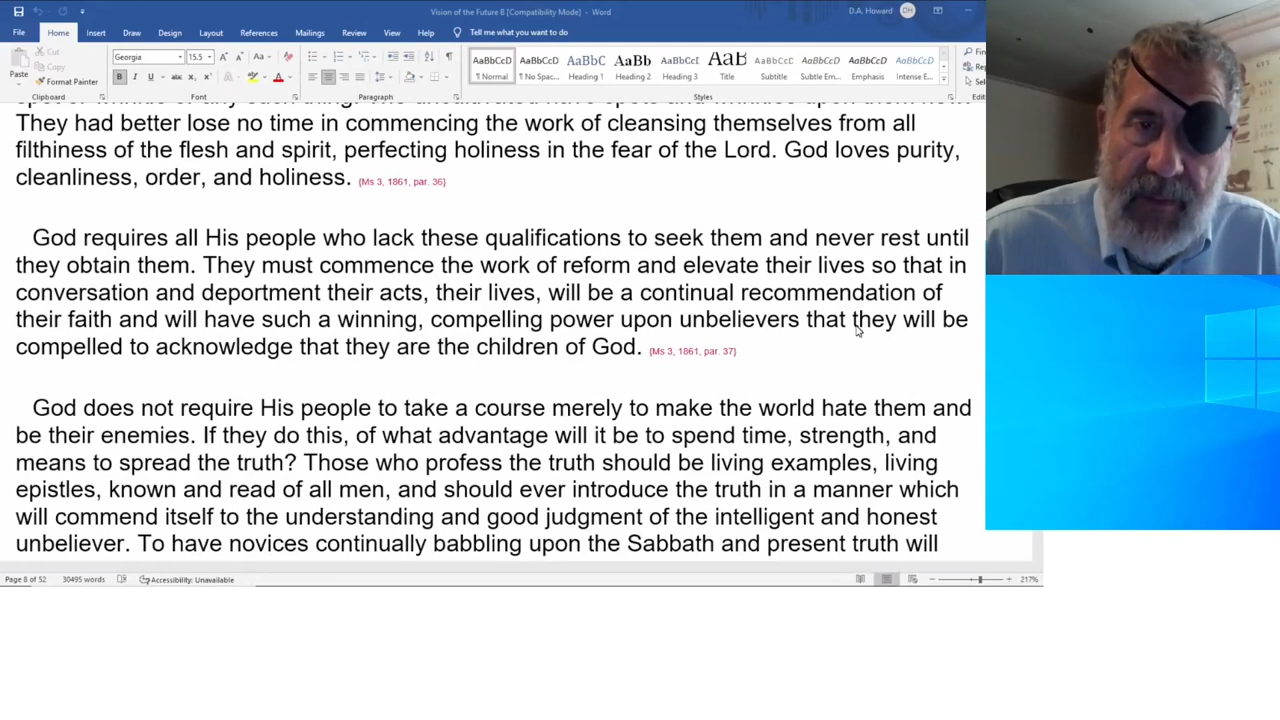 Vision of the Future B [Compatibility Mode] - Word
D.A. Howard DH
File Home Insert Draw Design Layout References Mailings Review View Help Tell me what you want to do
Cut
Copy
Format Painter
Paste
Georgia 15.5
AaBbCcD AaBbCcD AaBbC AaBb AaBbCcI AaB AaBbCcD AaBbCcD AaBbCcD AaBbCcD
¶ Normal ¶ No Spac... Heading 1 Heading 2 Heading 3 Title Subtitle Subtle Em... Emphasis Intense E...
Clipboard Font Paragraph Styles
They had better lose no time in commencing the work of cleansing themselves from all
filthiness of the flesh and spirit, perfecting holiness in the fear of the Lord. God loves purity,
cleanliness, order, and holiness. {Ms 3, 1861, par. 36}
God requires all His people who lack these qualifications to seek them and never rest until
they obtain them. They must commence the work of reform and elevate their lives so that in
conversation and deportment their acts, their lives, will be a continual recommendation of
their faith and will have such a winning, compelling power upon unbelievers that they will be
compelled to acknowledge that they are the children of God. {Ms 3, 1861, par. 37}
God does not require His people to take a course merely to make the world hate them and
be their enemies. If they do this, of what advantage will it be to spend time, strength, and
means to spread the truth? Those who profess the truth should be living examples, living
epistles, known and read of all men, and should ever introduce the truth in a manner which
will commend itself to the understanding and good judgment of the intelligent and honest
unbeliever. To have novices continually babbling upon the Sabbath and present truth will
Page 8 of 52 30495 words Accessibility: Unavailable 217%